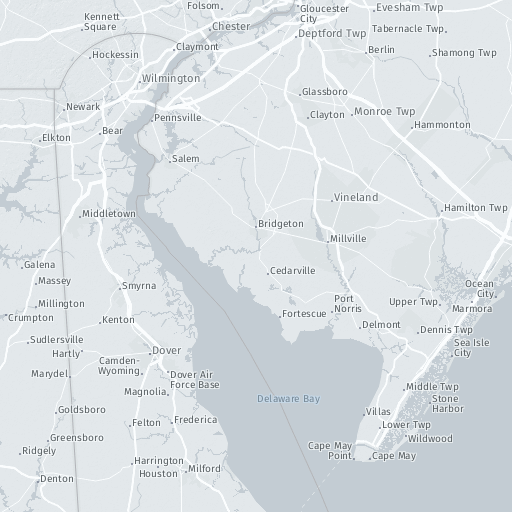 Folsom
Gloucester
City
Evesham Twp
Kennett
Square
Chester
Deptford Twp
Tabernacle Twp
Hockessin
Claymont
Berlin
Shamong Twp
Wilmington
Glassboro
Newark
Pennsville
Clayton
Monroe Twp
Hammonton
Elkton
Bear
Salem
Vineland
Hamilton Twp
Middletown
Bridgeton
Millville
Galena
Cedarville
Massey
Smyrna
Ocean
City
Millington
Port
Norris
Upper Twp
Marmora
Crumpton
Kenton
Fortescue
Delmont
Dennis Twp
Sudlersville
Hartly
Dover
Sea Isle
City
Camden-
Wyoming
Marydel
Dover Air
Force Base
Magnolia
Middle Twp
Delaware Bay
Stone
Harbor
Goldsboro
Villas
Felton
Frederica
Lower Twp
Greensboro
Wildwood
Ridgely
Cape May
Point
Cape May
Harrington
Houston
Milford
Denton